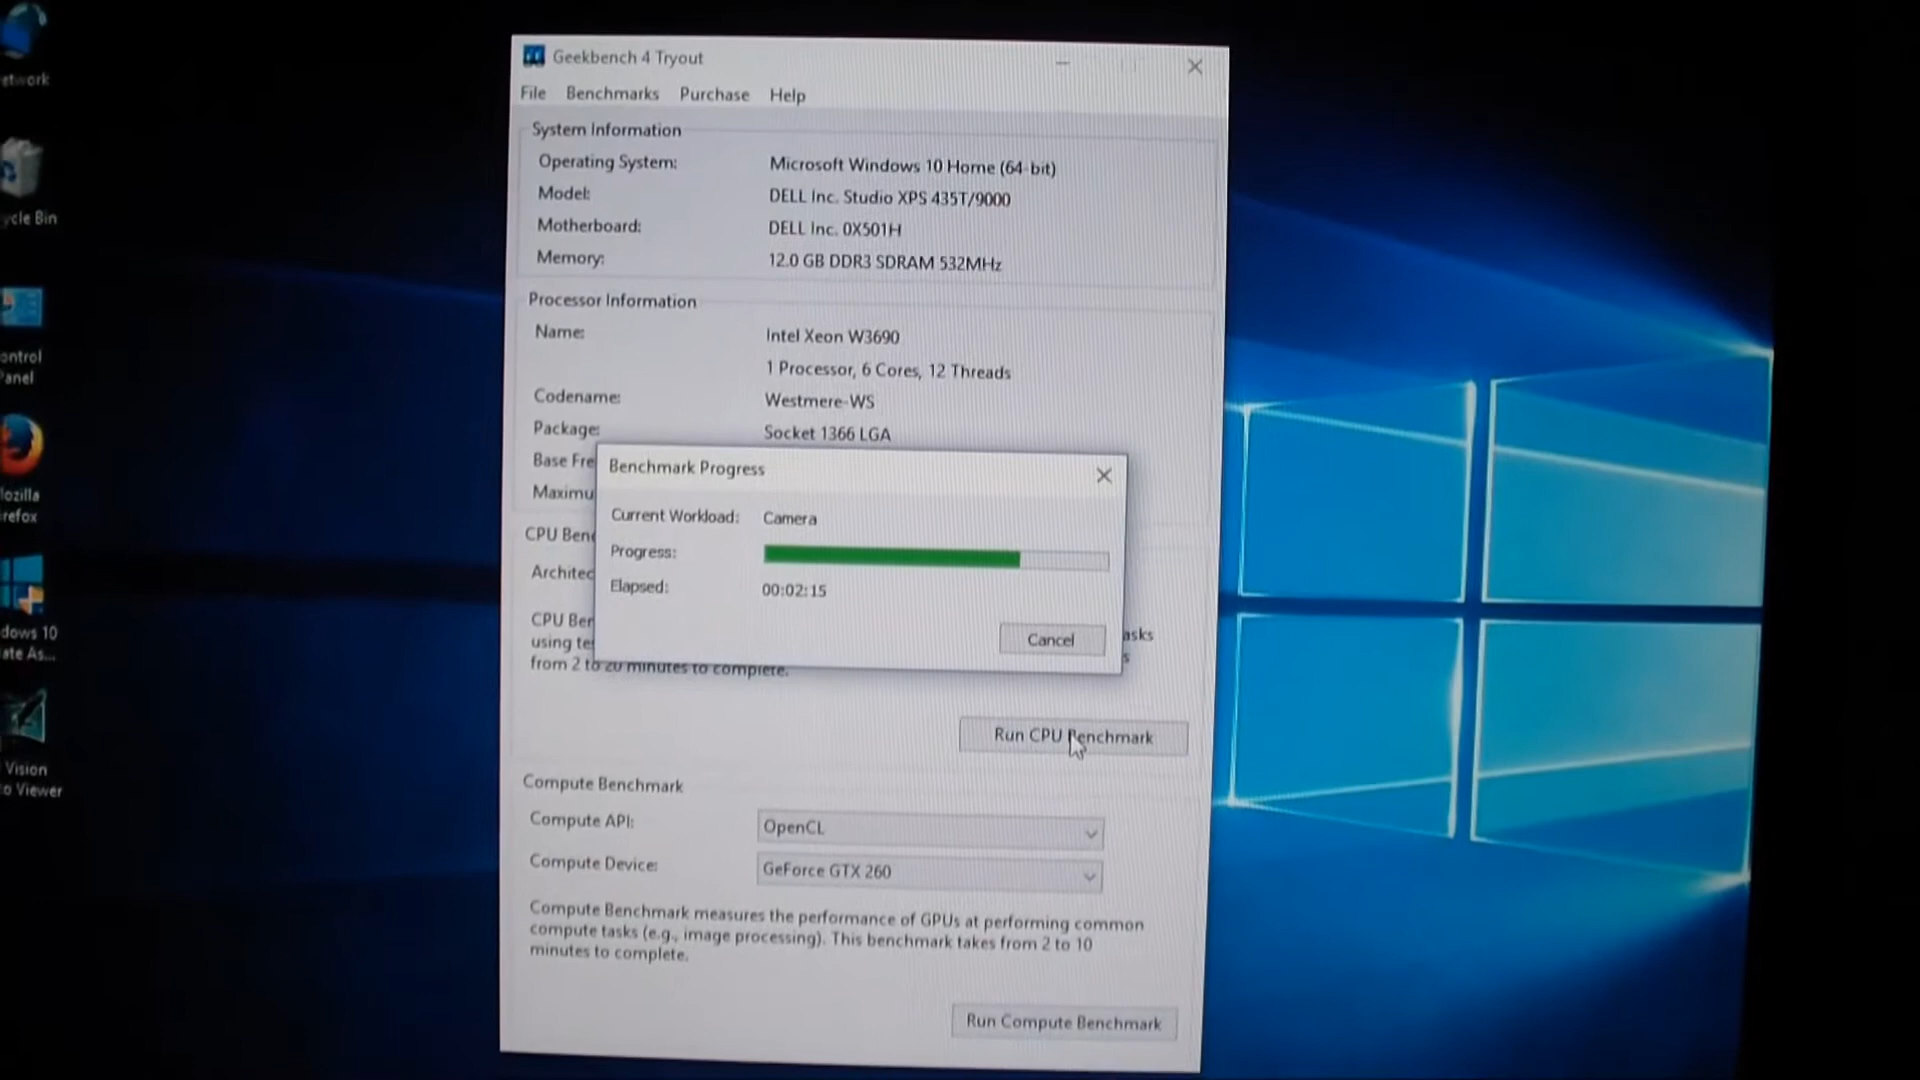 Geekbench 4 Tryout
File Benchmarks Purchase Help
System Information
Operating System: Microsoft Windows 10 Home (64-bit)
Model: DELL Inc. Studio XPS 435T/9000
Motherboard: DELL Inc. 0X501H
Memory: 12.0 GB DDR3 SDRAM 532MHz
Processor Information
Name: Intel Xeon W3690
1 Processor, 6 Cores, 12 Threads
Codename: Westmere-WS
Package: Socket 1366 LGA
Base Fre
Maximu
CPU Ben
Architec
CPU Ber
asks
using te
s
from 2 to 20 minutes to complete.
Benchmark Progress
Current Workload: Camera
Progress:
Elapsed: 00:02:15
Cancel
Run CPU Benchmark
Compute Benchmark
Compute API: OpenCL
Compute Device: GeForce GTX 260
Compute Benchmark measures the performance of GPUs at performing common
compute tasks (e.g., image processing). This benchmark takes from 2 to 10
minutes to complete.
Run Compute Benchmark
etwork
ycle Bin
ontrol
anel
lozilla
refox
dows 10
ate As...
Vision
o Viewer